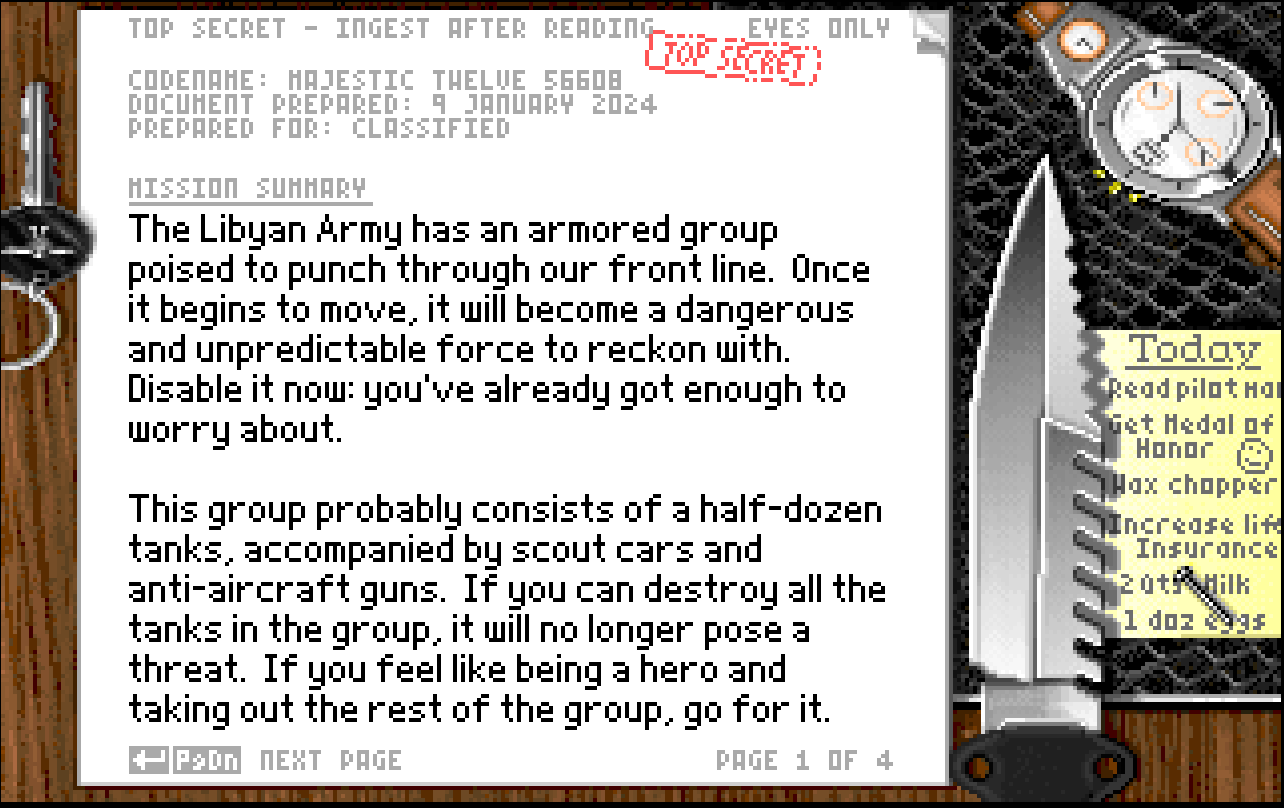 TOP SECRET - INGEST AFTER READING EYES ONLY
TOP SECRET
CODENAME: MAJESTIC TWELVE 5660B
DOCUMENT PREPARED: 9 JANUARY 2024
PREPARED FOR: CLASSIFIED
MISSION SUMMARY
The Libyan Army has an armored group
poised to punch through our front line. Once
it begins to move, it will become a dangerous
and unpredictable force to reckon with.
Disable it now: you've already got enough to
worry about.
This group probably consists of a half-dozen
tanks, accompanied by scout cars and
anti-aircraft guns. If you can destroy all the
tanks in the group, it will no longer pose a
threat. If you feel like being a hero and
taking out the rest of the group, go for it.
PgDn NEXT PAGE PAGE 1 OF 4
Today
Read pilot
Get Medal of
Honor
Wax chopper
Increase life
Insurance
2 Qts Milk
1 doz eggs